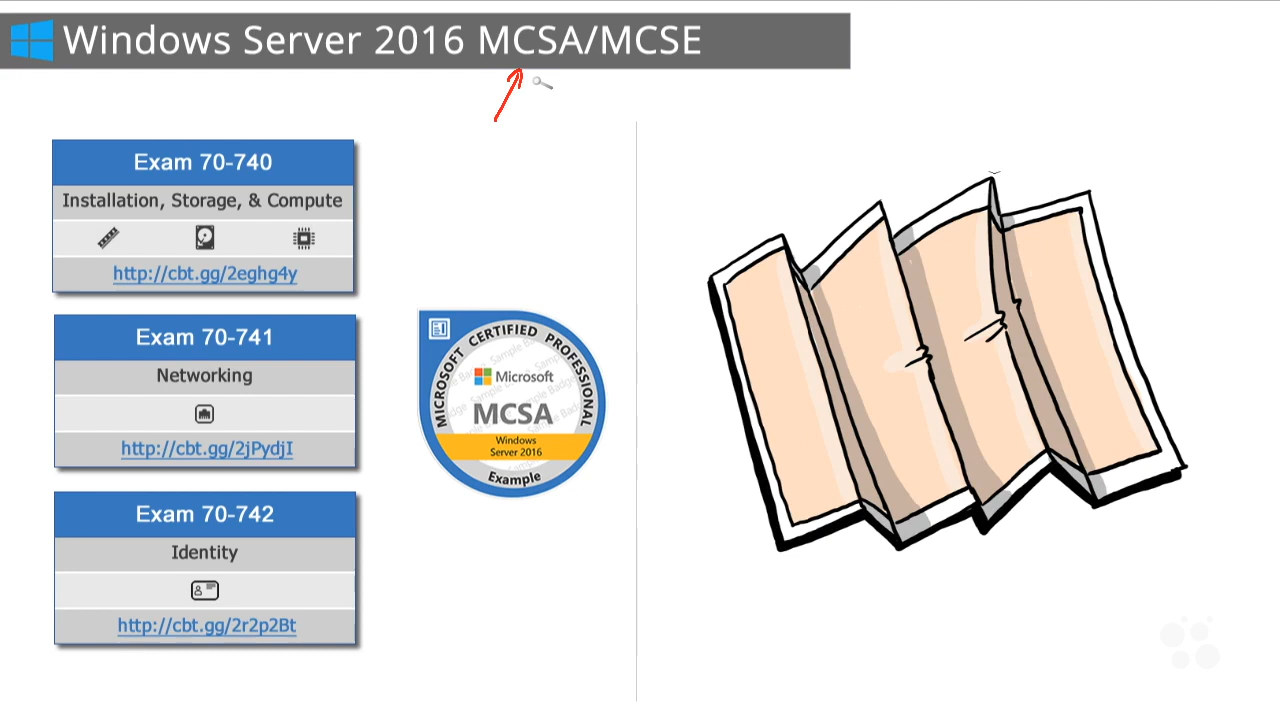 Windows Server 2016 MCSA/MCSE
Exam 70-740
Installation, Storage, & Compute
http://cbt.gg/2eghg4y
Exam 70-741
Networking
http://cbt.gg/2jPydjI
Exam 70-742
Identity
http://cbt.gg/2r2p2Bt
MICROSOFT CERTIFIED PROFESSIONAL
Microsoft
MCSA
Windows
Server 2016
Example